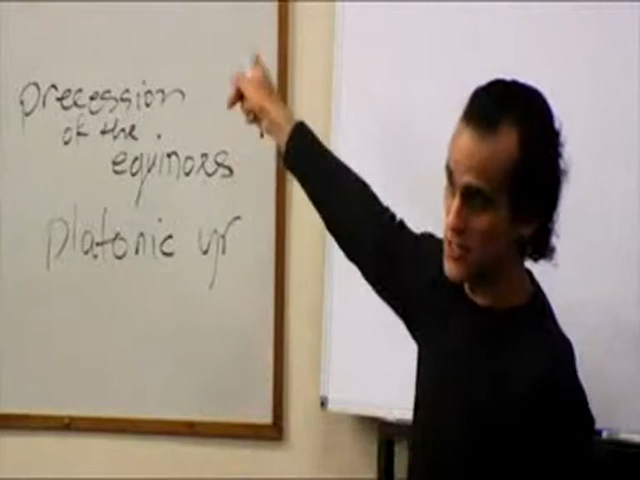 precession
of the
equinoxs
platonic yr